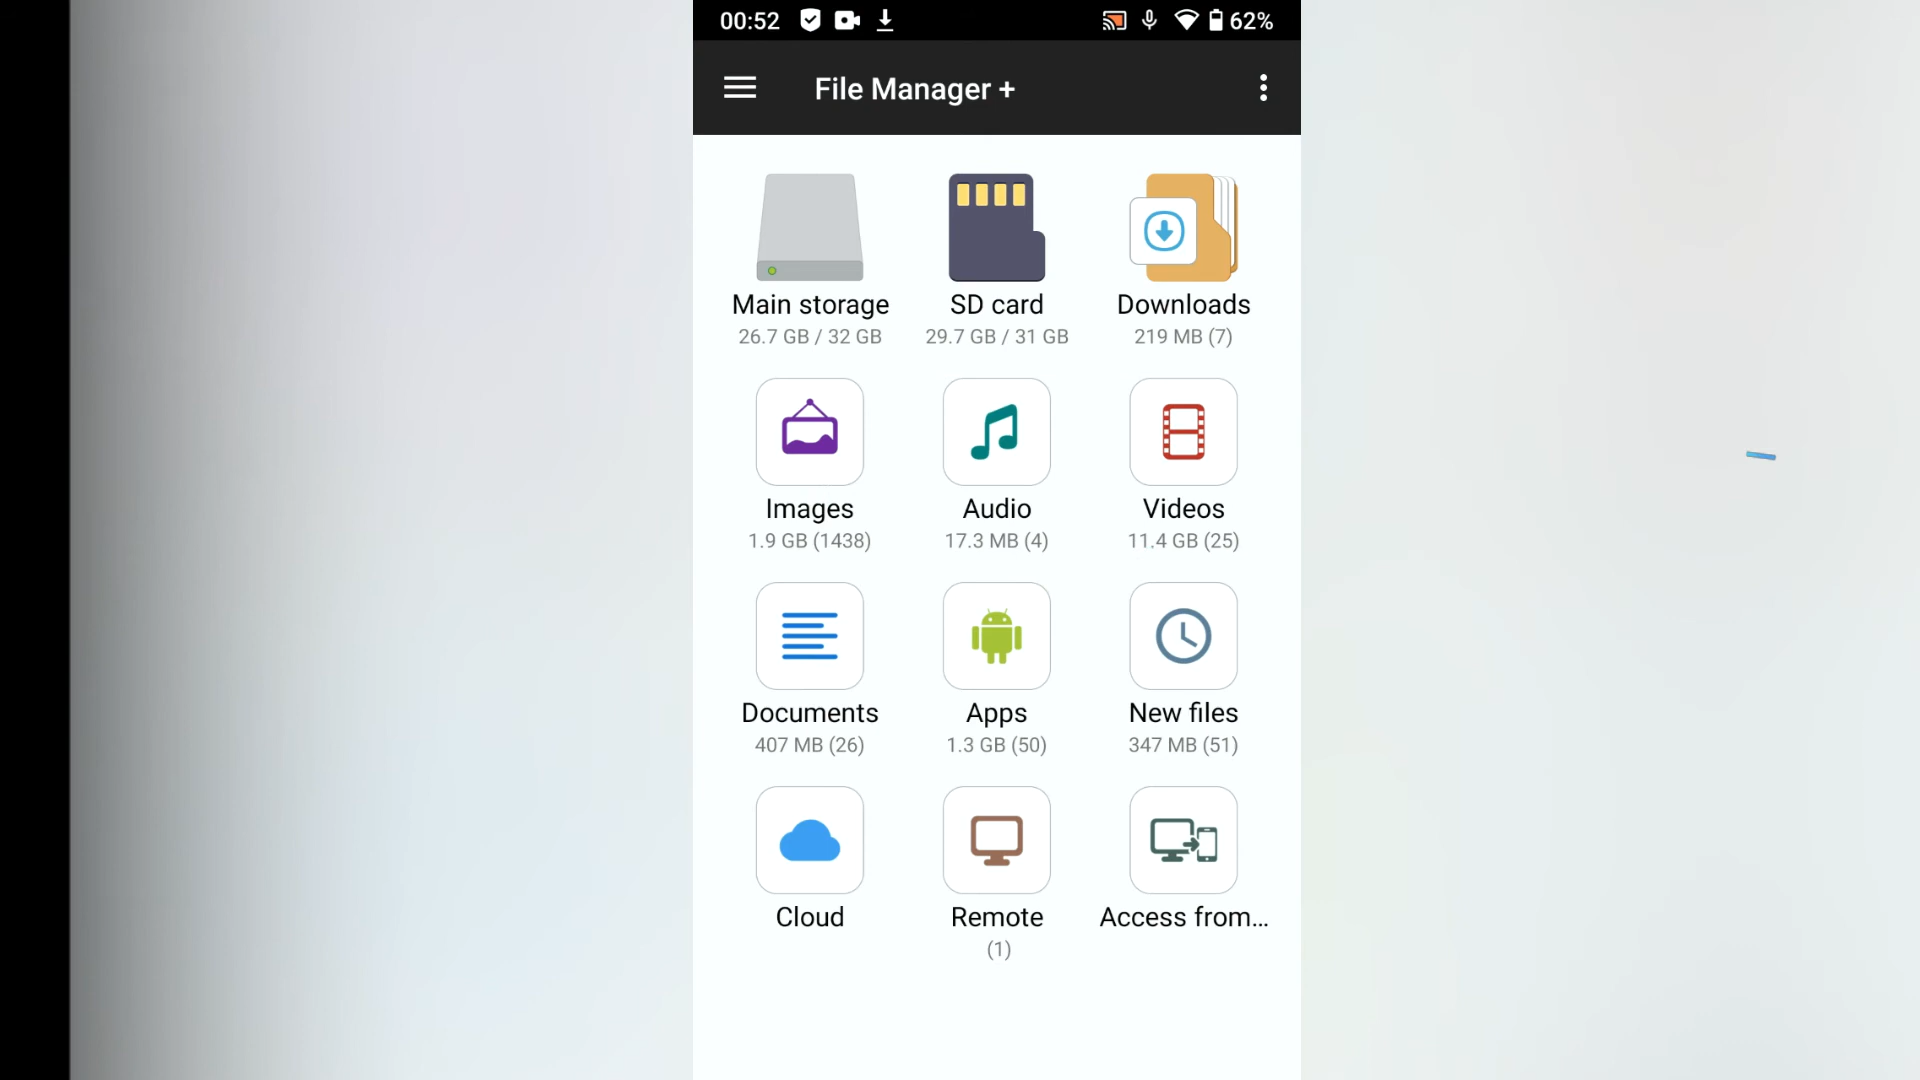 00:52 62%
File Manager +
Main storage SD card Downloads
26.7 GB / 32 GB 29.7 GB / 31 GB 219 MB (7)
Images Audio Videos
1.9 GB (1438) 17.3 MB (4) 11.4 GB (25)
Documents Apps New files
407 MB (26) 1.3 GB (50) 347 MB (51)
Cloud Remote Access from...
(1)